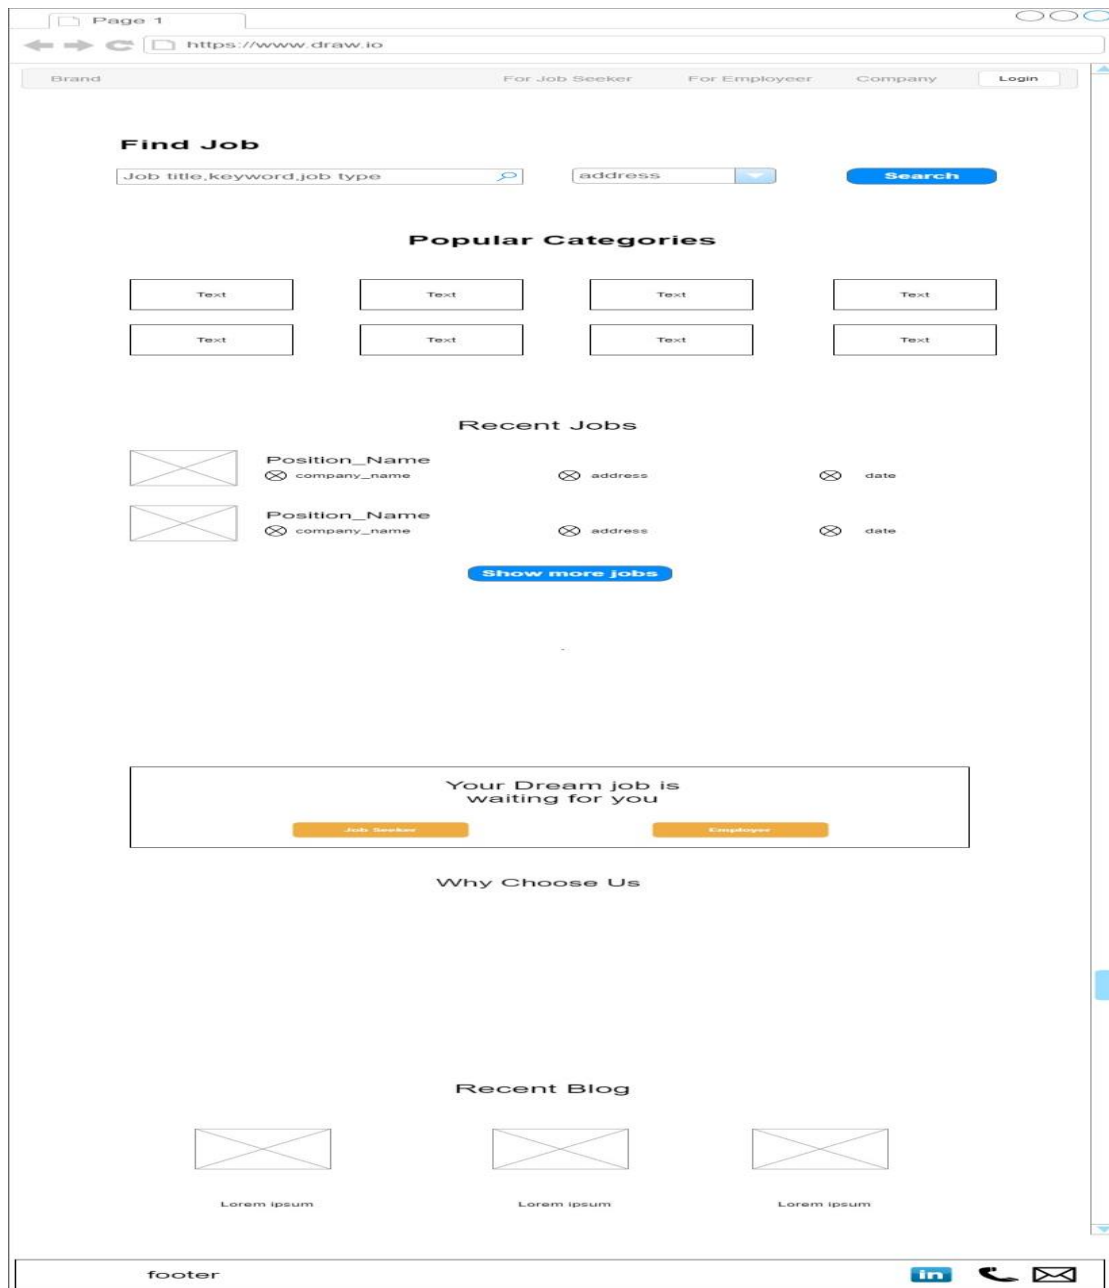 Page 1
https://www.draw.io
Brand For Job Seeker For Employeer Company Login
Find Job
Job title,keyword,job type address Search
Popular Categories
Text Text Text Text
Text Text Text Text
Recent Jobs
Position_Name
company_name address date
Position_Name
company_name address date
Show more jobs
Your Dream job is
waiting for you
Job Seeker Employer
Why Choose Us
Recent Blog
Lorem ipsum Lorem ipsum Lorem ipsum
footer in